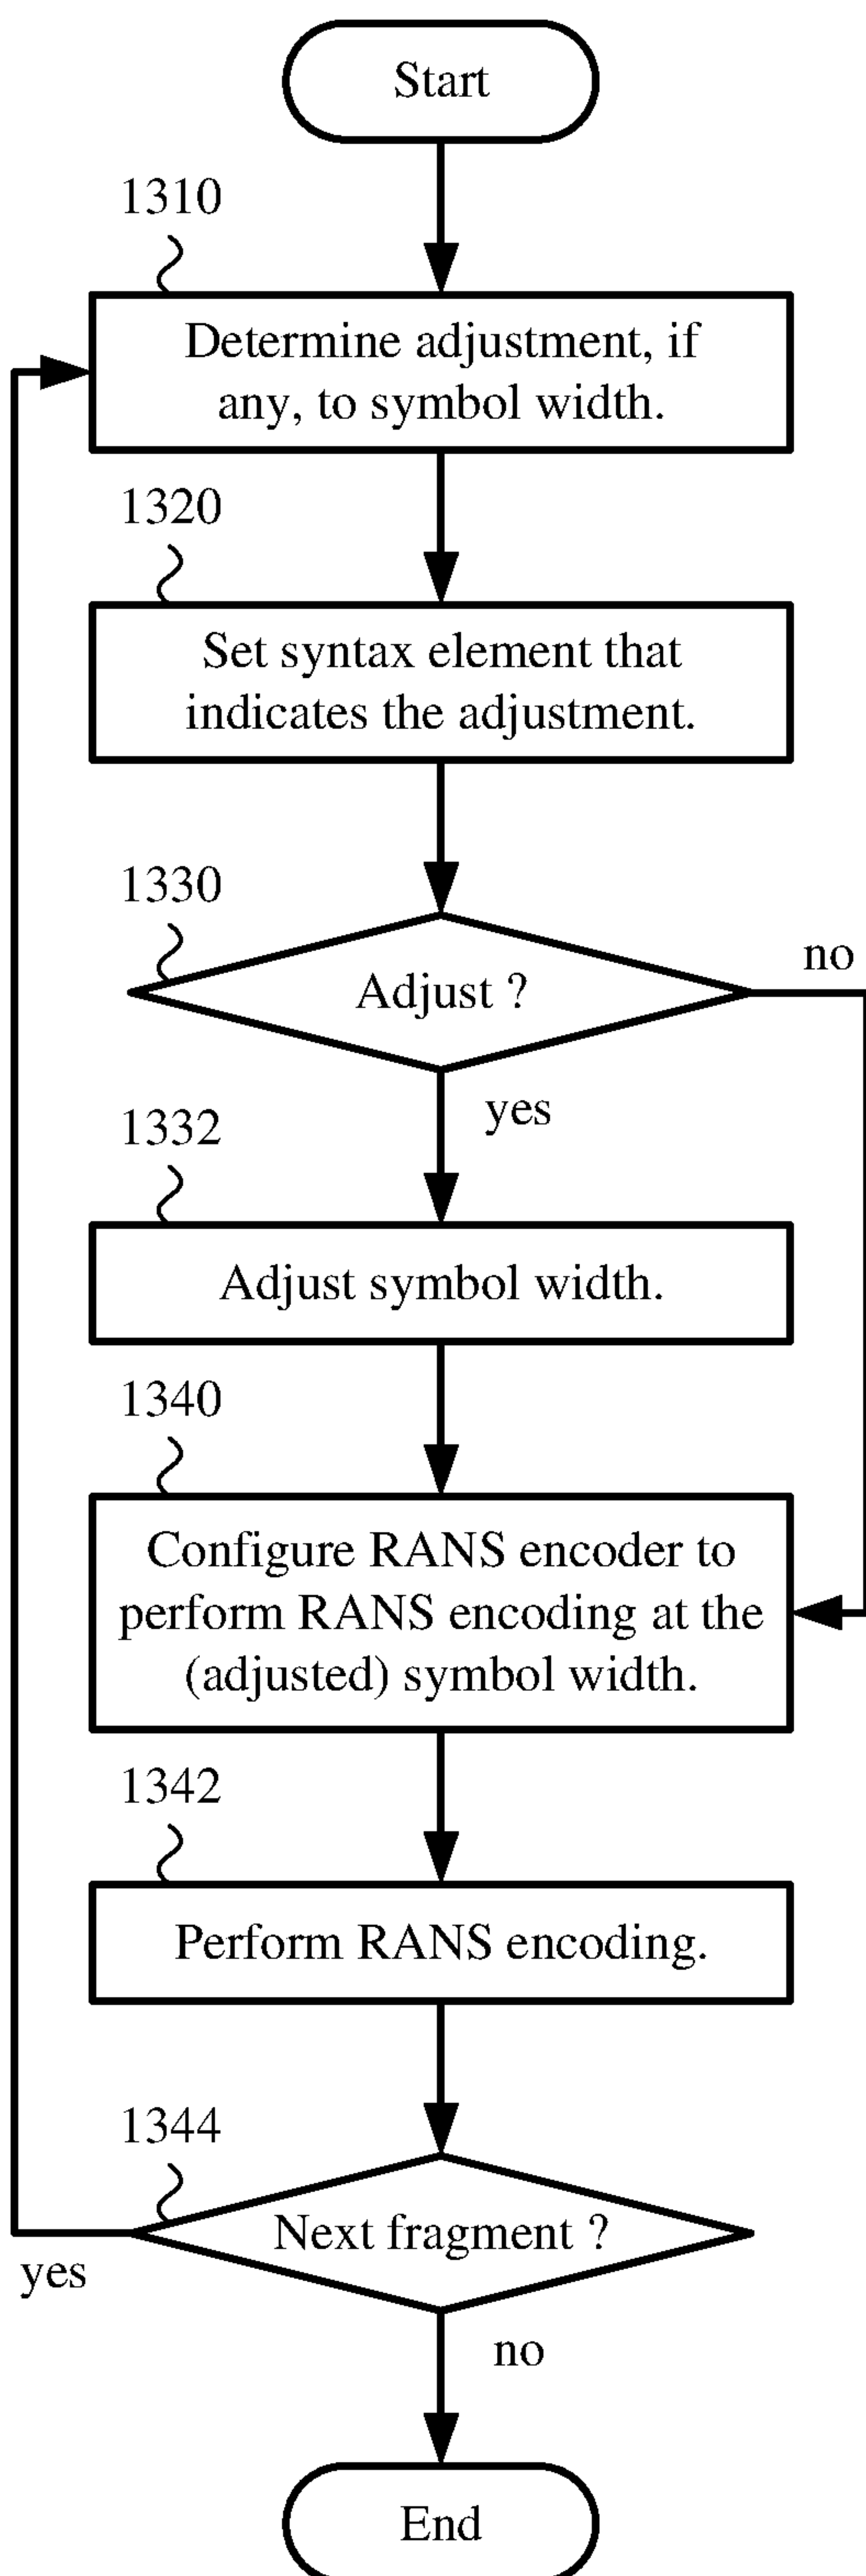 Start
1310
Determine adjustment, if
any, to symbol width.
1320
Set syntax element that
indicates the adjustment.
1330
Adjust ?
no
yes
1332
Adjust symbol width.
1340
Configure RANS encoder to
perform RANS encoding at the
(adjusted) symbol width.
1342
Perform RANS encoding.
1344
Next fragment ?
yes
no
End